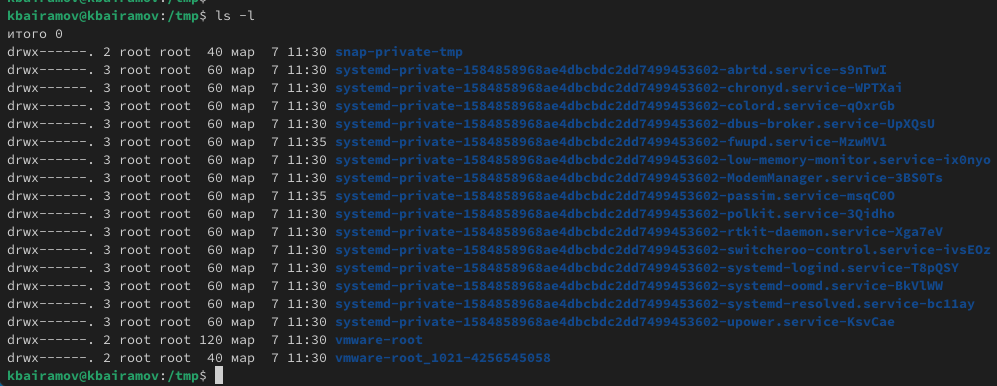 kbairamov@kbairamov:/tmp$ ls -l
итого 0
drwx------. 2 root root  40 мар  7 11:30 snap-private-tmp
drwx------. 3 root root  60 мар  7 11:30 systemd-private-1584858968ae4dbcbdc2dd7499453602-abrtd.service-s9nTwI
drwx------. 3 root root  60 мар  7 11:30 systemd-private-1584858968ae4dbcbdc2dd7499453602-chronyd.service-WPTXai
drwx------. 3 root root  60 мар  7 11:30 systemd-private-1584858968ae4dbcbdc2dd7499453602-colord.service-qOxrGb
drwx------. 3 root root  60 мар  7 11:30 systemd-private-1584858968ae4dbcbdc2dd7499453602-dbus-broker.service-UpXQsU
drwx------. 3 root root  60 мар  7 11:35 systemd-private-1584858968ae4dbcbdc2dd7499453602-fwupd.service-MzwMV1
drwx------. 3 root root  60 мар  7 11:30 systemd-private-1584858968ae4dbcbdc2dd7499453602-low-memory-monitor.service-ix0nyo
drwx------. 3 root root  60 мар  7 11:30 systemd-private-1584858968ae4dbcbdc2dd7499453602-ModemManager.service-3BS0Ts
drwx------. 3 root root  60 мар  7 11:35 systemd-private-1584858968ae4dbcbdc2dd7499453602-passim.service-msqC0O
drwx------. 3 root root  60 мар  7 11:30 systemd-private-1584858968ae4dbcbdc2dd7499453602-polkit.service-3Qidho
drwx------. 3 root root  60 мар  7 11:30 systemd-private-1584858968ae4dbcbdc2dd7499453602-rtkit-daemon.service-Xga7eV
drwx------. 3 root root  60 мар  7 11:30 systemd-private-1584858968ae4dbcbdc2dd7499453602-switcheroo-control.service-ivsEOz
drwx------. 3 root root  60 мар  7 11:30 systemd-private-1584858968ae4dbcbdc2dd7499453602-systemd-logind.service-T8pQSY
drwx------. 3 root root  60 мар  7 11:30 systemd-private-1584858968ae4dbcbdc2dd7499453602-systemd-oomd.service-BkVlWW
drwx------. 3 root root  60 мар  7 11:30 systemd-private-1584858968ae4dbcbdc2dd7499453602-systemd-resolved.service-bc11ay
drwx------. 3 root root  60 мар  7 11:30 systemd-private-1584858968ae4dbcbdc2dd7499453602-upower.service-KsvCae
drwx------. 2 root root 120 мар  7 11:30 vmware-root
drwx------. 2 root root  40 мар  7 11:30 vmware-root_1021-4256545058
kbairamov@kbairamov:/tmp$